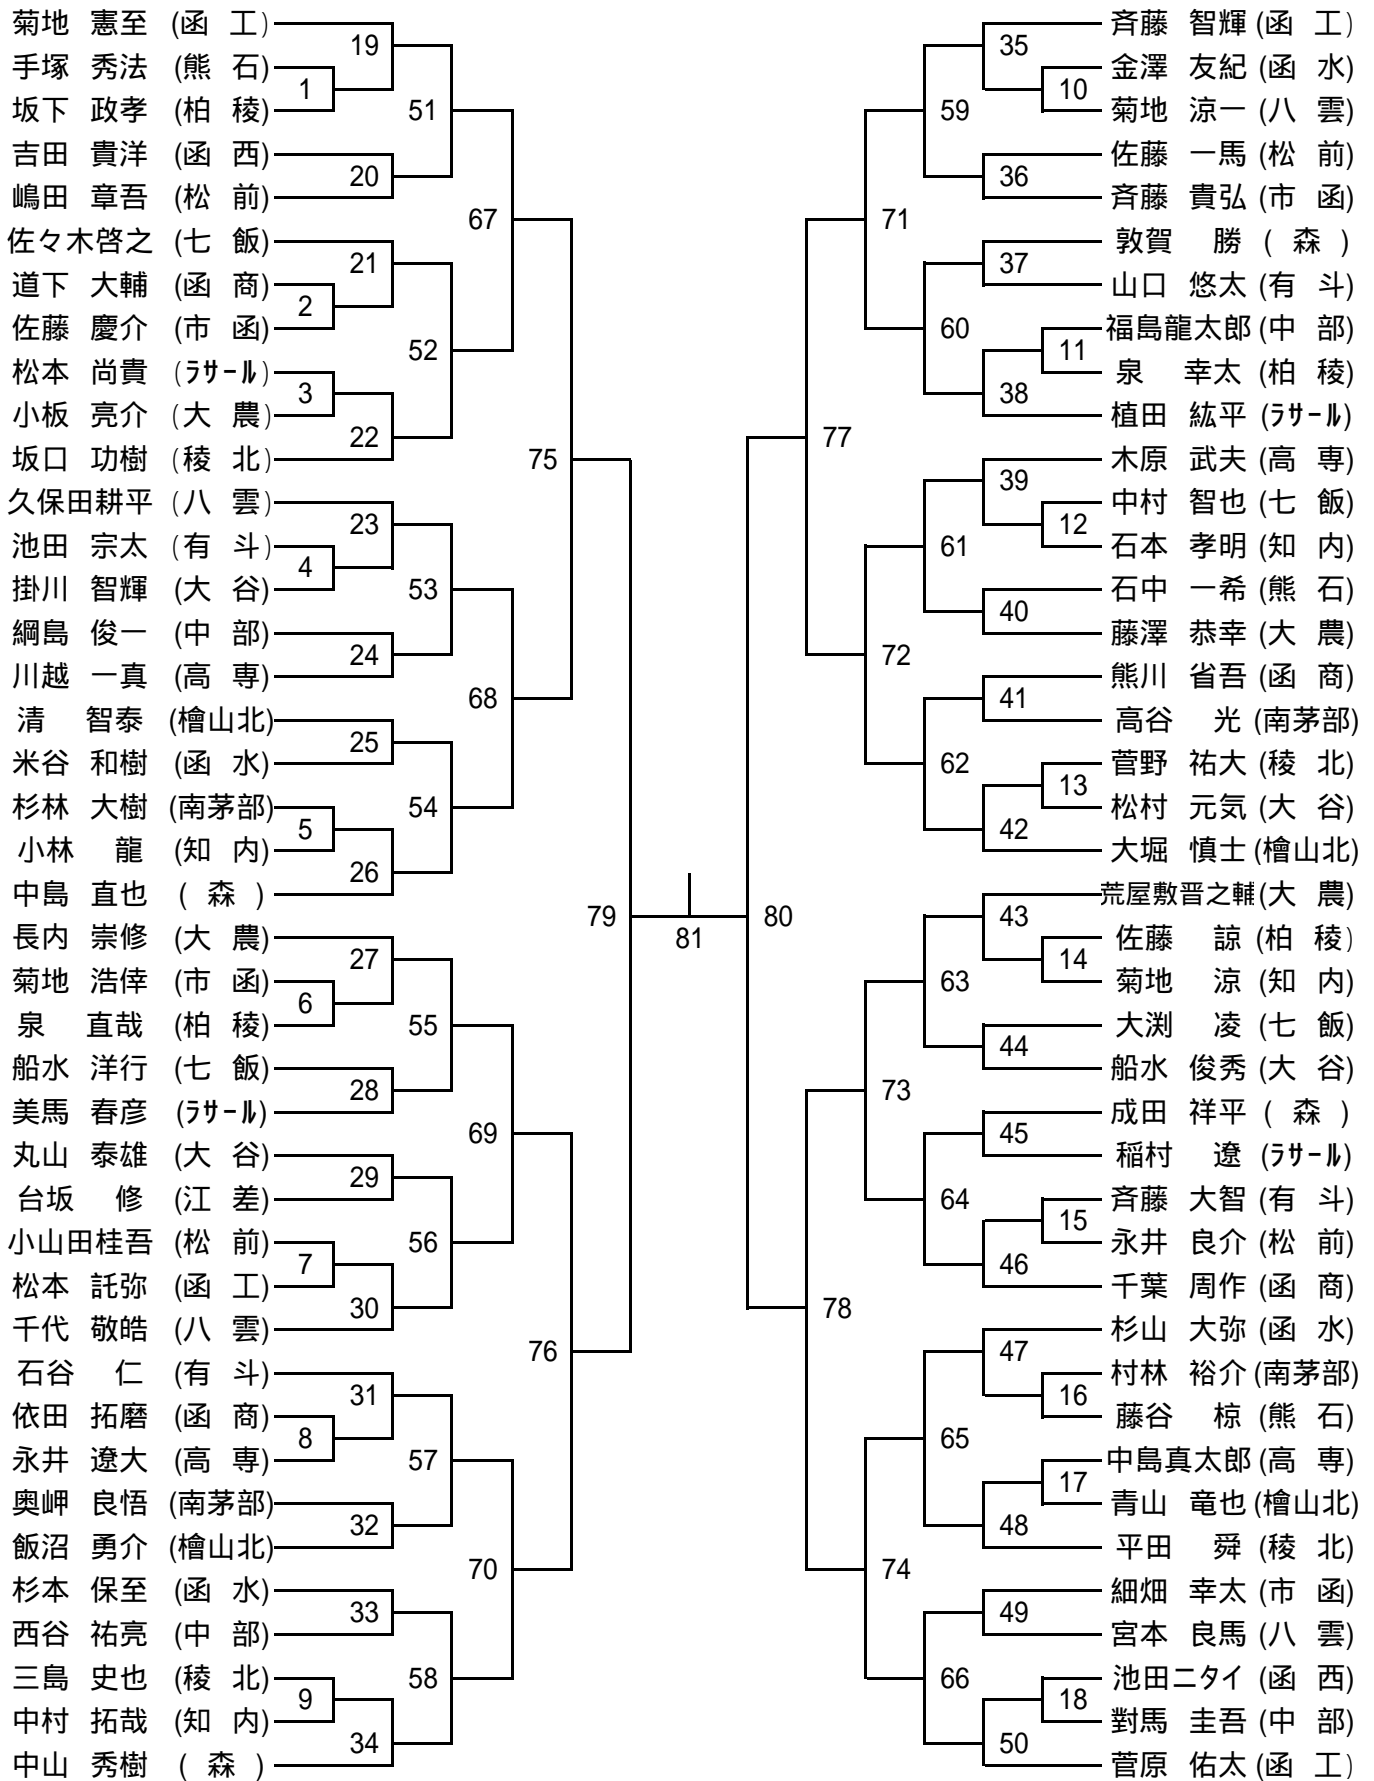 菊地 憲至 (函 工)
19
手塚 秀法 (熊 石)
1
坂下 政孝 (柏 稜)
51
吉田 貴洋 (函 西)
20
嶋田 章吾 (松 前)
67
佐々木啓之 (七 飯)
21
道下 大輔 (函 商)
2
佐藤 慶介 (市 函)
52
松本 尚貴 (ﾗｻｰﾙ)
3
小板 亮介 (大 農)
22
坂口 功樹 (稜 北)
75
久保田耕平 (八 雲)
23
池田 宗太 (有 斗)
4
掛川 智輝 (大 谷)
53
綱島 俊一 (中 部)
24
川越 一真 (高 専)
68
清 智泰 (檜山北)
25
米谷 和樹 (函 水)
54
杉林 大樹 (南茅部)
5
小林 龍 (知 内)
26
中島 直也 ( 森 )
79
長内 崇修 (大 農)
27
菊地 浩倖 (市 函)
6
泉 直哉 (柏 稜)
55
船水 洋行 (七 飯)
28
美馬 春彦 (ﾗｻｰﾙ)
69
丸山 泰雄 (大 谷)
29
台坂 修 (江 差)
56
小山田桂吾 (松 前)
7
松本 託弥 (函 工)
30
千代 敬皓 (八 雲)
76
石谷 仁 (有 斗)
31
依田 拓磨 (函 商)
8
永井 遼大 (高 専)
57
奥岬 良悟 (南茅部)
32
飯沼 勇介 (檜山北)
70
杉本 保至 (函 水)
33
西谷 祐亮 (中 部)
58
三島 史也 (稜 北)
9
中村 拓哉 (知 内)
34
中山 秀樹 ( 森 )
81
斉藤 智輝 (函 工)
35
金澤 友紀 (函 水)
10
菊地 涼一 (八 雲)
59
佐藤 一馬 (松 前)
36
斉藤 貴弘 (市 函)
71
敦賀 勝 ( 森 )
37
山口 悠太 (有 斗)
60
福島龍太郎 (中 部)
11
泉 幸太 (柏 稜)
38
植田 紘平 (ﾗｻｰﾙ)
77
木原 武夫 (高 専)
39
中村 智也 (七 飯)
12
石本 孝明 (知 内)
61
石中 一希 (熊 石)
40
藤澤 恭幸 (大 農)
72
熊川 省吾 (函 商)
41
高谷 光 (南茅部)
62
菅野 祐大 (稜 北)
13
松村 元気 (大 谷)
42
大堀 慎士 (檜山北)
80
荒屋敷晋之輔 (大 農)
43
佐藤 諒 (柏 稜)
14
菊地 涼 (知 内)
63
大渕 凌 (七 飯)
44
船水 俊秀 (大 谷)
73
成田 祥平 ( 森 )
45
稲村 遼 (ﾗｻｰﾙ)
64
斉藤 大智 (有 斗)
15
永井 良介 (松 前)
46
千葉 周作 (函 商)
78
杉山 大弥 (函 水)
47
村林 裕介 (南茅部)
16
藤谷 椋 (熊 石)
65
中島真太郎 (高 専)
17
青山 竜也 (檜山北)
48
平田 舜 (稜 北)
74
細畑 幸太 (市 函)
49
宮本 良馬 (八 雲)
66
池田ニタイ (函 西)
18
對馬 圭吾 (中 部)
50
菅原 佑太 (函 工)